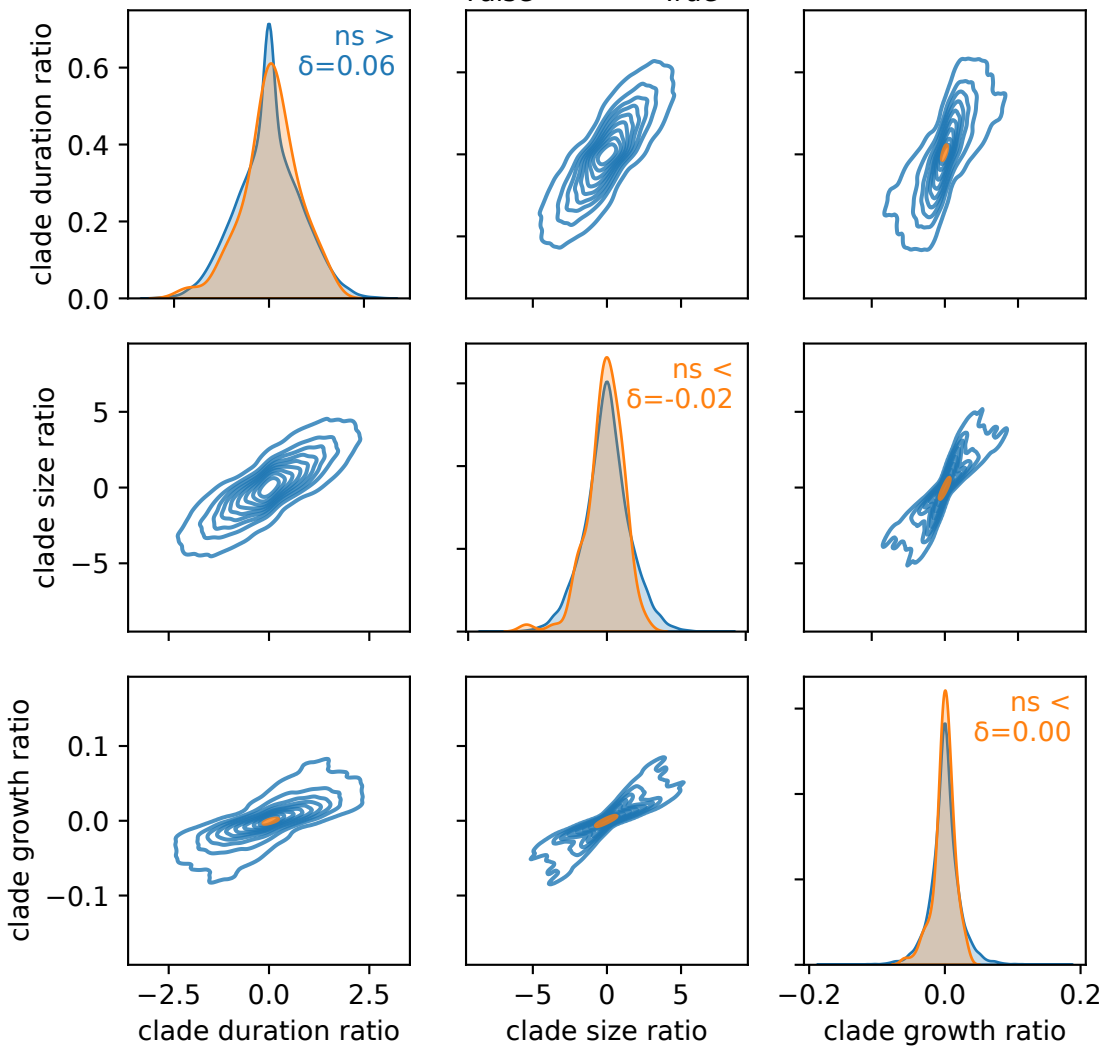 clade duration ratio
0.6
0.4
0.2
0.0
ns >
δ=0.06
clade size ratio
5
0
−5
ns <
δ=-0.02
clade growth ratio
0.1
0.0
−0.1
ns <
δ=0.00
−2.5
0.0
2.5
clade duration ratio
−5
0
5
clade size ratio
−0.2
0.0
0.2
clade growth ratio